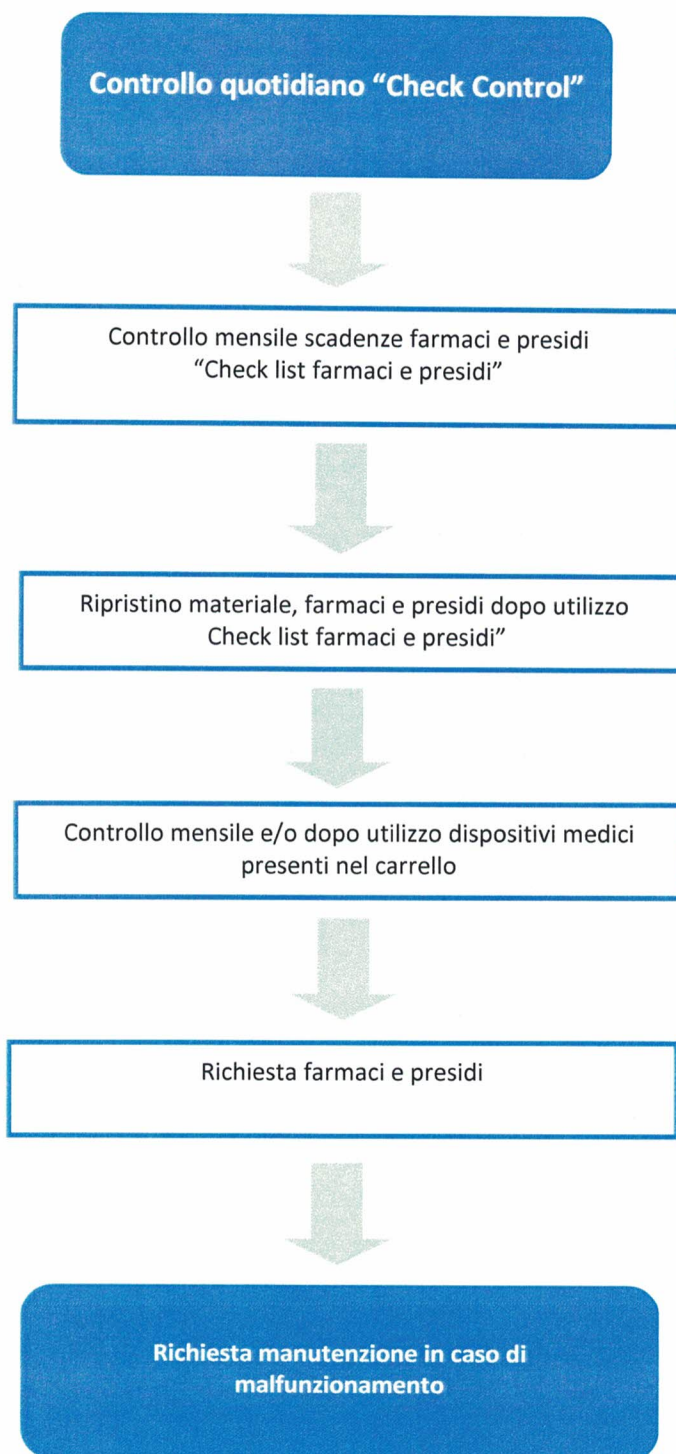 Controllo quotidiano “Check Control”
Controllo mensile scadenze farmaci e presidi
“Check list farmaci e presidi”
Ripristino materiale, farmaci e presidi dopo utilizzo
Check list farmaci e presidi”
Controllo mensile e/o dopo utilizzo dispositivi medici
presenti nel carrello
Richiesta farmaci e presidi
Richiesta manutenzione in caso di
malfunzionamento